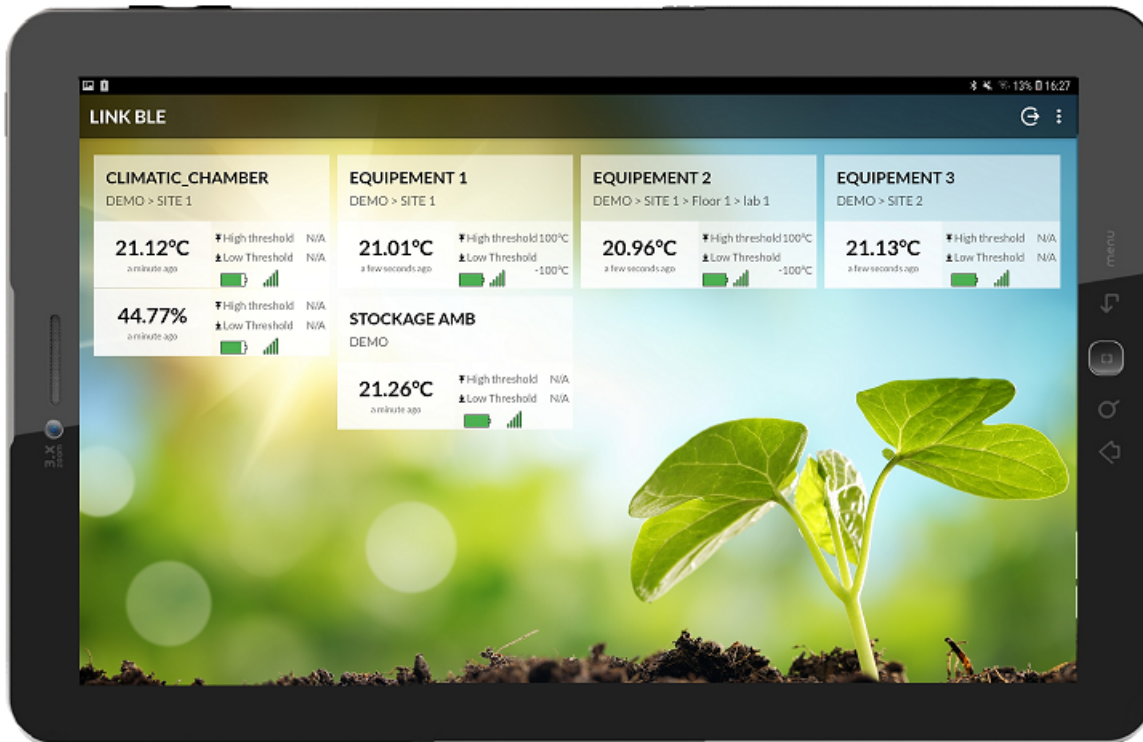 13% 16:27
LINK BLE
CLIMATIC_CHAMBER
DEMO > SITE 1
21.12°C
a minute ago
High threshold N/A
Low Threshold N/A
44.77%
a minute ago
High threshold N/A
Low Threshold N/A
EQUIPEMENT 1
DEMO > SITE 1
21.01°C
a few seconds ago
High threshold 100°C
Low Threshold
-100°C
STOCKAGE AMB
DEMO
21.26°C
a minute ago
High threshold N/A
Low Threshold N/A
EQUIPEMENT 2
DEMO > SITE 1 > Floor 1 > lab 1
20.96°C
a few seconds ago
High threshold 100°C
Low Threshold
-100°C
EQUIPEMENT 3
DEMO > SITE 2
21.13°C
a few seconds ago
High threshold N/A
Low Threshold N/A
menu
3.X
zoom